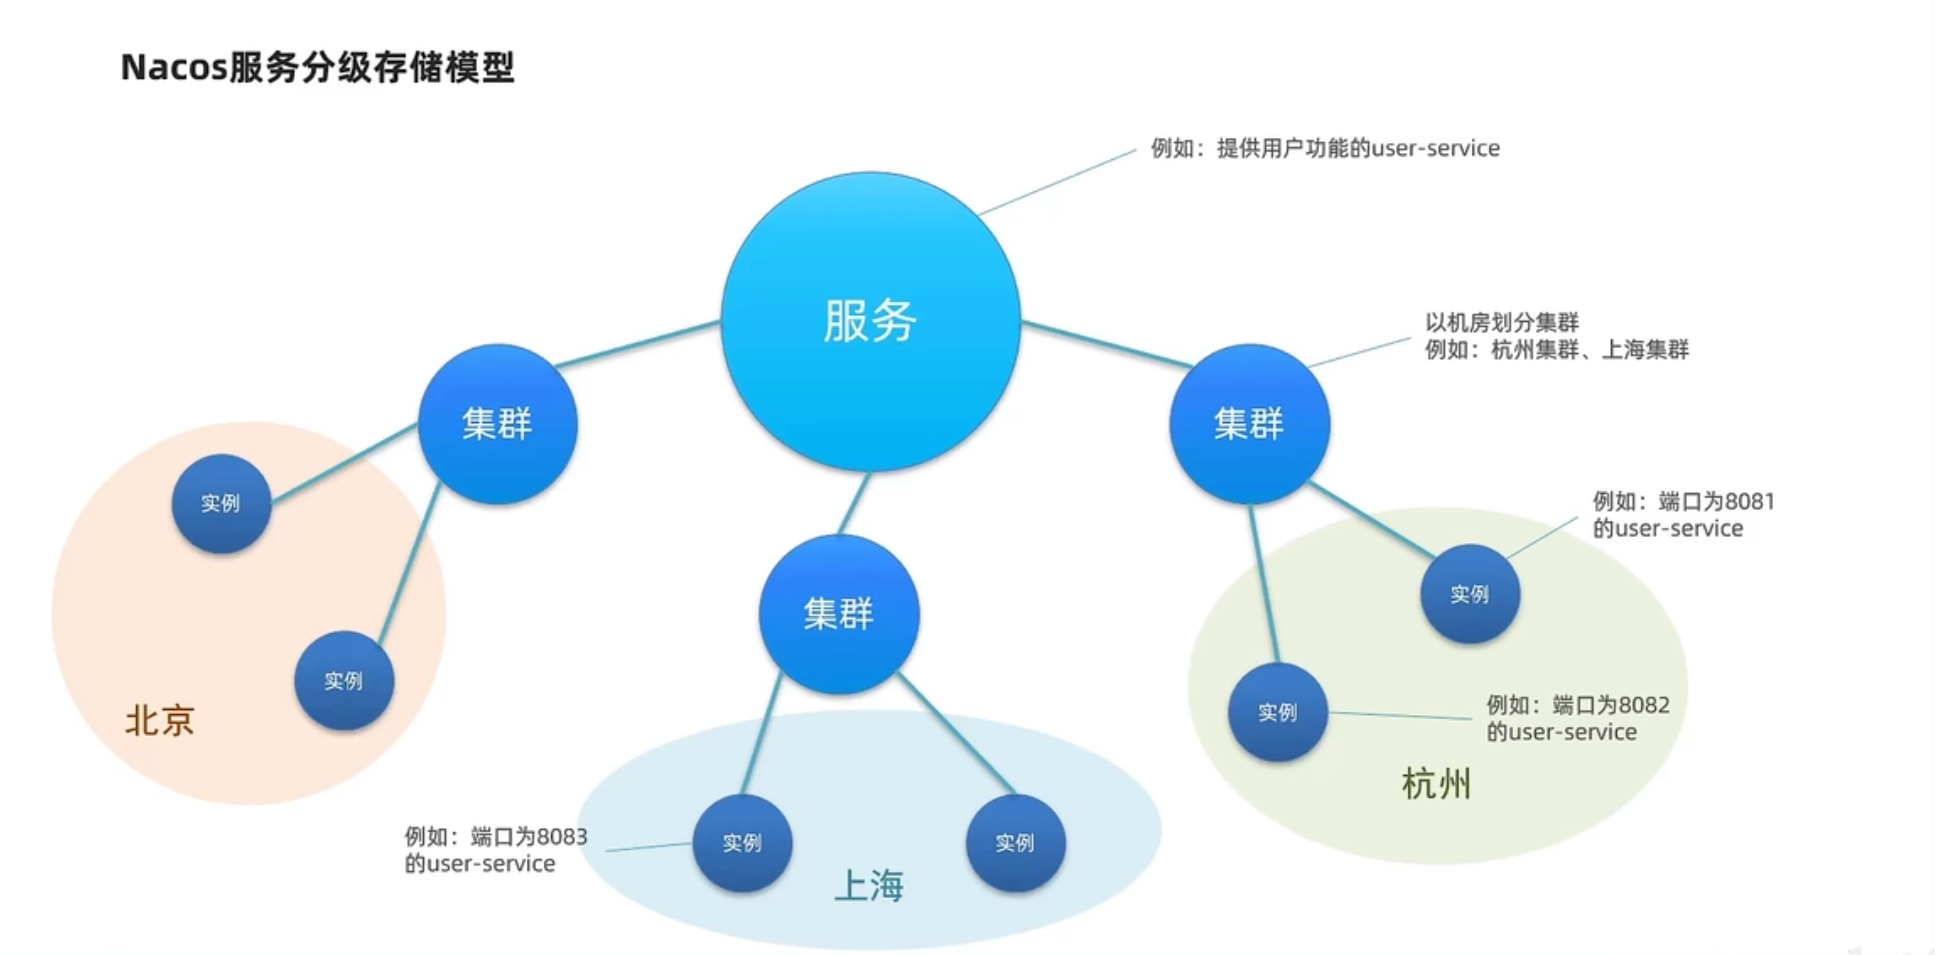 Nacos服务分级存储模型
例如：提供用户功能的user-service
服务
以机房划分集群
例如：杭州集群、上海集群
集群
集群
实例
例如：端口为8081
的user-service
实例
集群
实例
实例
例如：端口为8082
的user-service
北京
杭州
例如：端口为8083
的user-service
实例
实例
上海